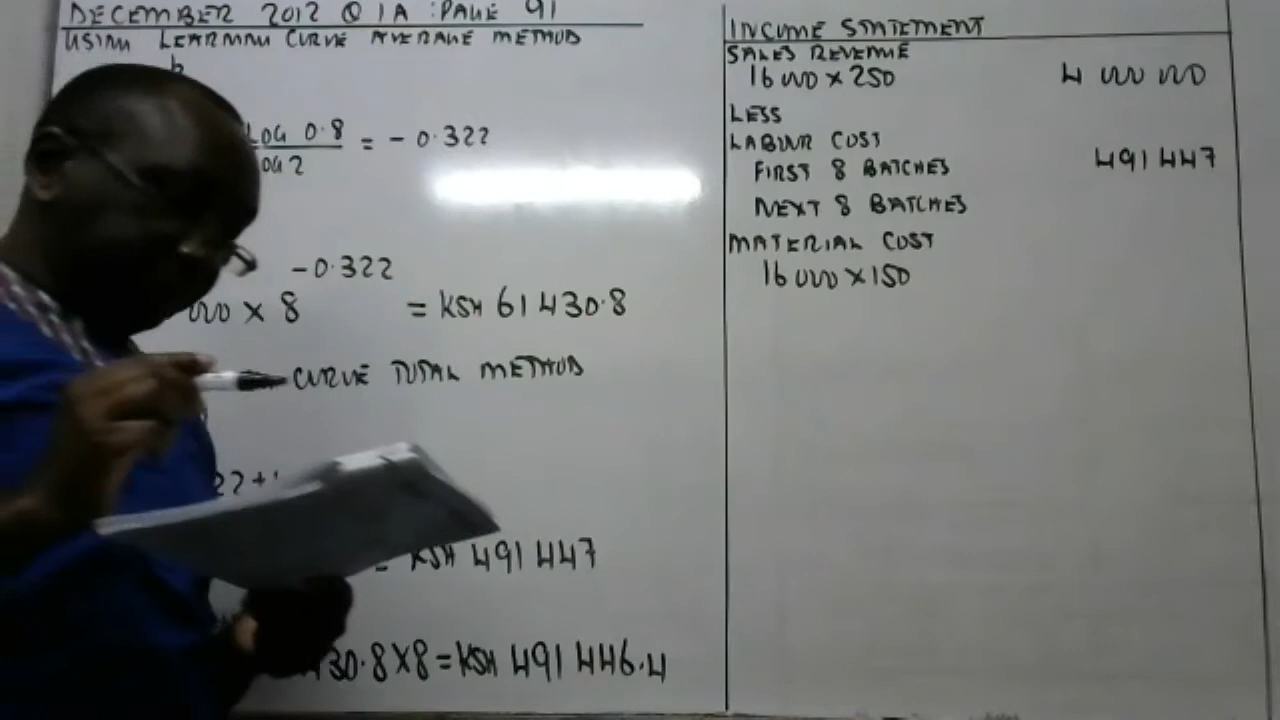 DECEMBER 2012 Q 1A : PAGE 91
USING LEARNING CURVE AVERAGE METHOD
b
LOG 0.8 = - 0.322
LOG 2
-0.322
000 × 8 = KSH 61 430.8
CURVE TOTAL METHOD
22+1
= KSH 491 447
30.8×8 = KSH 491 446.4
INCOME STATEMENT
SALES REVENUE
16 000 × 250 4 000 000
LESS
LABOUR COST
FIRST 8 BATCHES 491 447
NEXT 8 BATCHES
MATERIAL COST
16 000 × 150